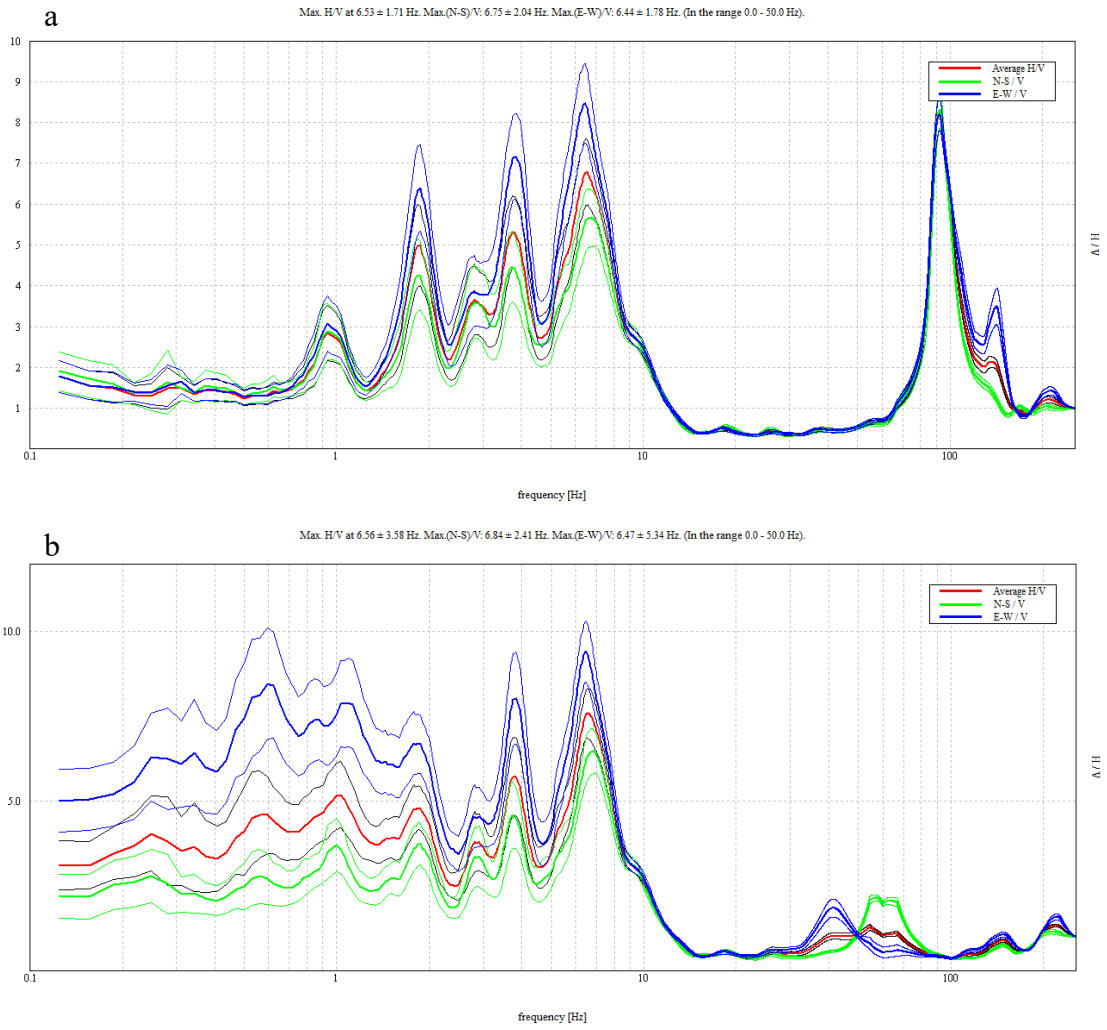 a
Max. H/V at 6.53 ± 1.71 Hz. Max.(N-S)/V: 6.75 ± 2.04 Hz. Max.(E-W)/V: 6.44 ± 1.78 Hz. (In the range 0.0 - 50.0 Hz).
10
9
8
7
6
5
4
3
2
1
Average H/V
N-S / V
E-W / V
H / V
0.1 1 10 100
frequency [Hz]
b
Max. H/V at 6.56 ± 3.58 Hz. Max.(N-S)/V: 6.84 ± 2.41 Hz. Max.(E-W)/V: 6.47 ± 5.34 Hz. (In the range 0.0 - 50.0 Hz).
10.0
5.0
Average H/V
N-S / V
E-W / V
H / V
0.1 1 10 100
frequency [Hz]